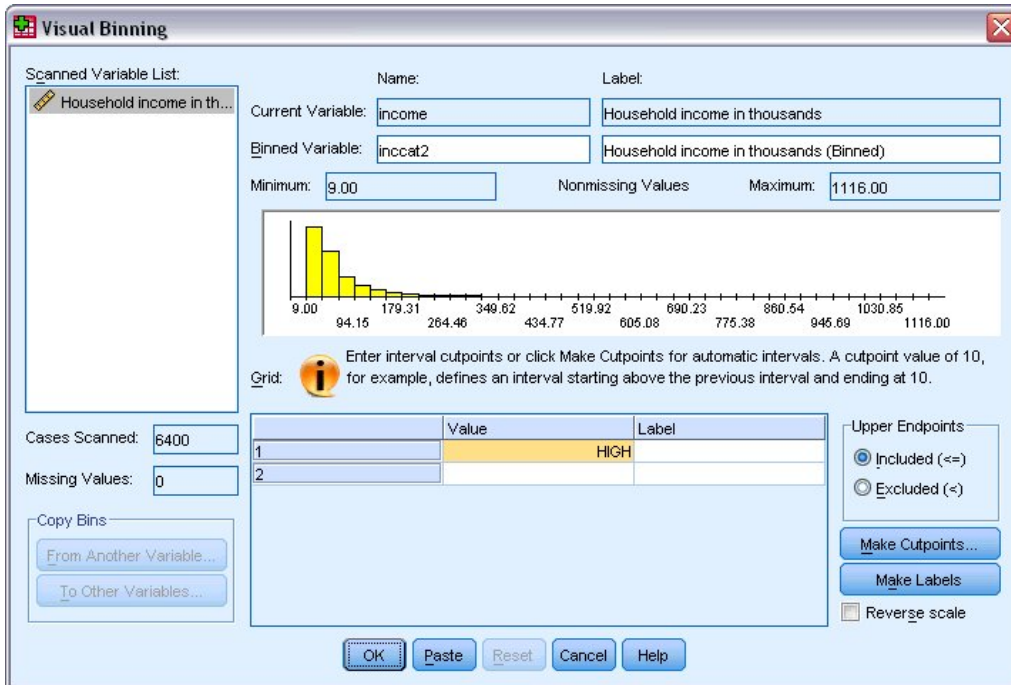 Visual Binning
Scanned Variable List:
Household income in th...
Name:
Label:
Current Variable:
income
Household income in thousands
Binned Variable:
inccat2
Household income in thousands (Binned)
Minimum:
9.00
Nonmissing Values
Maximum:
1116.00
9.00 179.31 349.62 519.92 690.23 860.54 1030.85
94.15 264.46 434.77 605.08 775.38 945.69 1116.00
Grid:
Enter interval cutpoints or click Make Cutpoints for automatic intervals. A cutpoint value of 10,
for example, defines an interval starting above the previous interval and ending at 10.
Cases Scanned:
6400
Missing Values:
0
Copy Bins
From Another Variable...
To Other Variables...
Value Label
1 HIGH
2
Upper Endpoints
Included (<=)
Excluded (<)
Make Cutpoints...
Make Labels
Reverse scale
OK Paste Reset Cancel Help